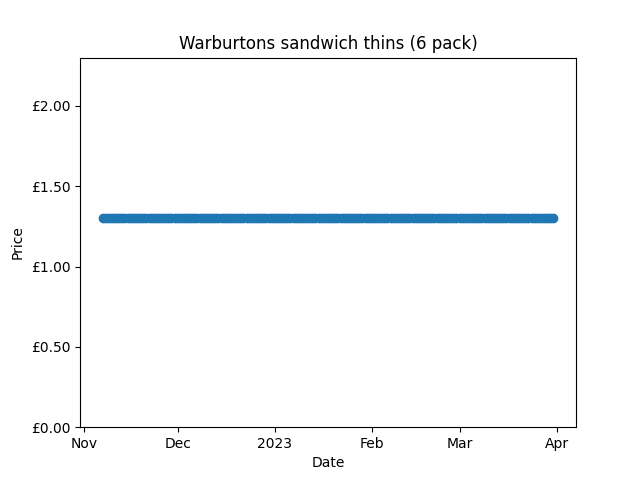 Warburtons sandwich thins (6 pack)
Price
£2.00
£1.50
£1.00
£0.50
£0.00
Nov Dec 2023 Feb Mar Apr
Date